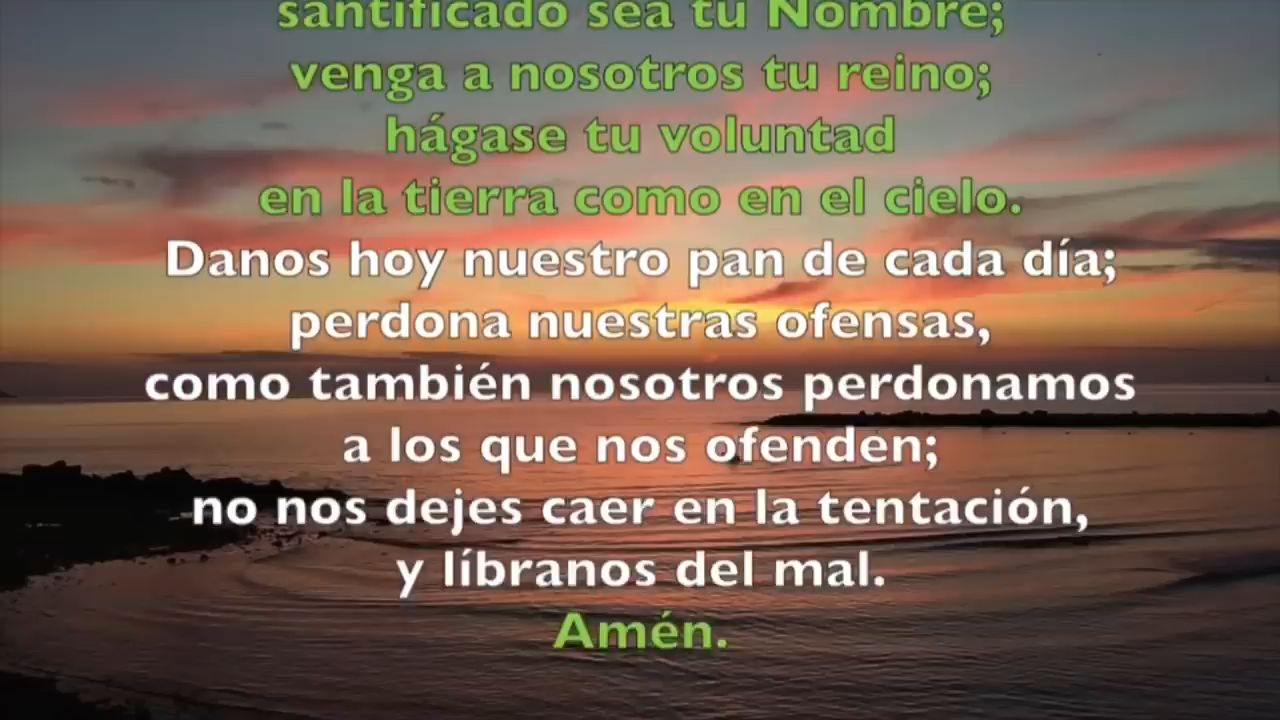 santificado sea tu Nombre;
venga a nosotros tu reino;
hágase tu voluntad
en la tierra como en el cielo.
Danos hoy nuestro pan de cada día;
perdona nuestras ofensas,
como también nosotros perdonamos
a los que nos ofenden;
no nos dejes caer en la tentación,
y líbranos del mal.
Amén.